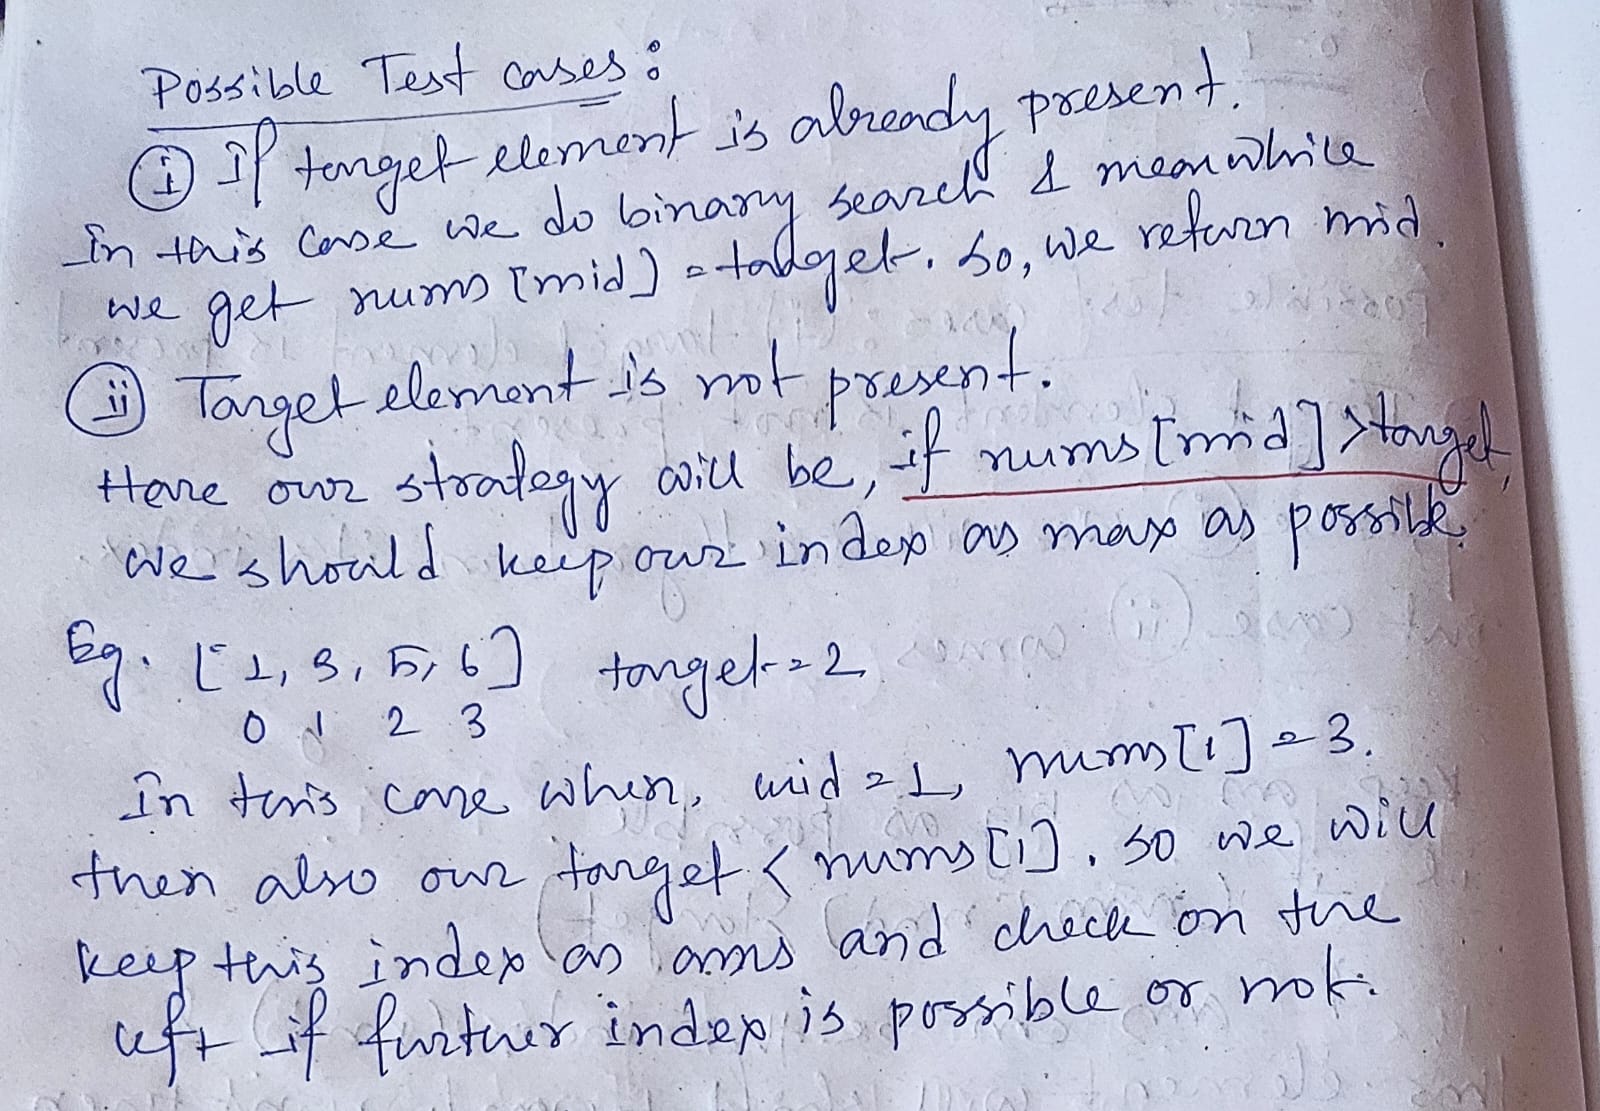 Possible Test cases:
(i) If target element is already present.
In this case we do binary search & meanwhile
we get nums[mid] = target. So, we return mid.
(ii) Target element is not present.
Here our strategy will be, if nums[mid] > target,
we should keep our index as max as possible.
Eg. [1, 3, 5, 6] target = 2
0 1 2 3
In this case when, mid = 1, nums[1] = 3.
then also our target < nums[1]. so we will
keep this index as ans and check on the
left if further index is possible or not.